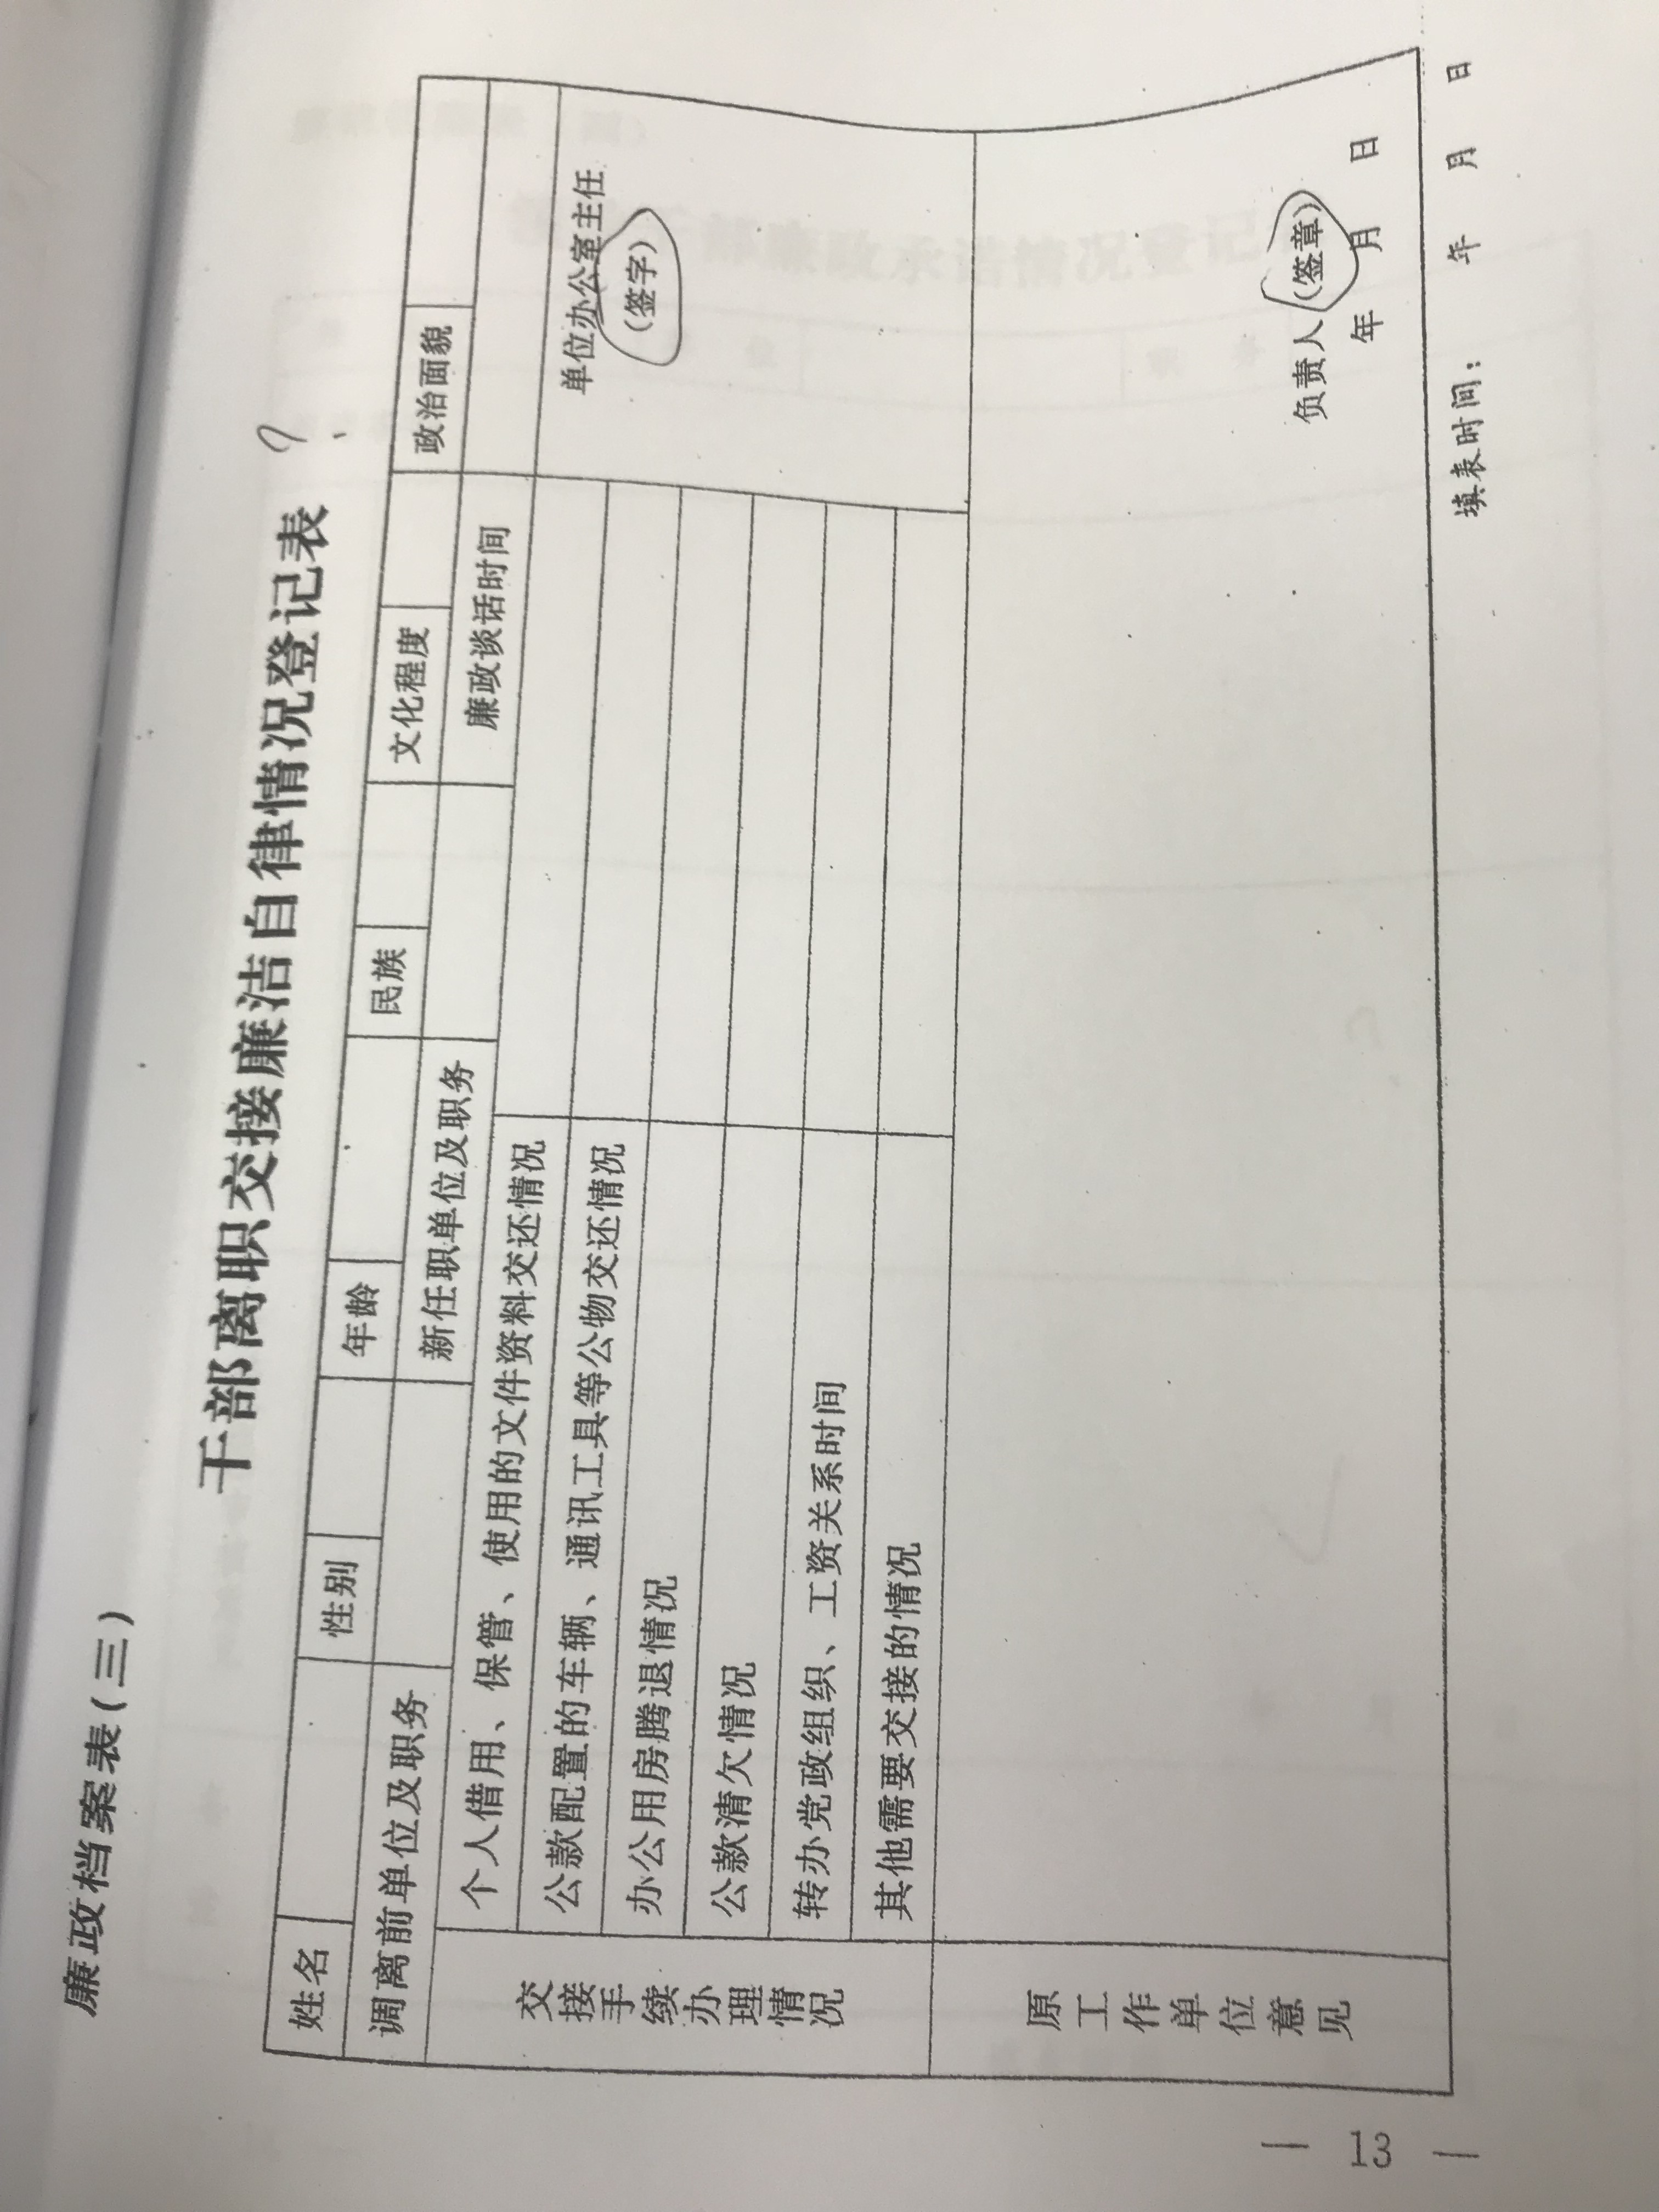 廉政档案表(三)
干部离职交接廉洁自律情况登记表 ?
姓名 性别 年龄 民族 文化程度 政治面貌
调离前单位及职务 新任职单位及职务 廉政谈话时间
交接手续办理情况
个人借用、保管、使用的文件资料交还情况
公款配置的车辆、通讯工具等公物交还情况
办公用房腾退情况
公款清欠情况
转办党政组织、工资关系时间
其他需要交接的情况
单位办公室主任
(签字)
原工作单位意见
负责人(签章)
年 月 日
填表时间: 年 月 日
— 13 —